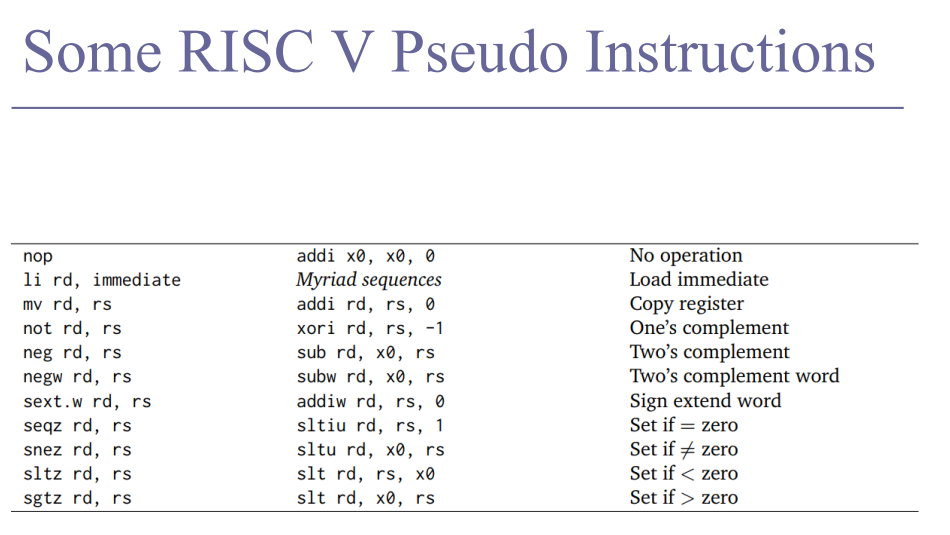 Some RISC V Pseudo Instructions
nop addi x0, x0, 0 No operation
li rd, immediate Myriad sequences Load immediate
mv rd, rs addi rd, rs, 0 Copy register
not rd, rs xori rd, rs, -1 One's complement
neg rd, rs sub rd, x0, rs Two's complement
negw rd, rs subw rd, x0, rs Two's complement word
sext.w rd, rs addiw rd, rs, 0 Sign extend word
seqz rd, rs sltiu rd, rs, 1 Set if = zero
snez rd, rs sltu rd, x0, rs Set if ≠ zero
sltz rd, rs slt rd, rs, x0 Set if < zero
sgtz rd, rs slt rd, x0, rs Set if > zero